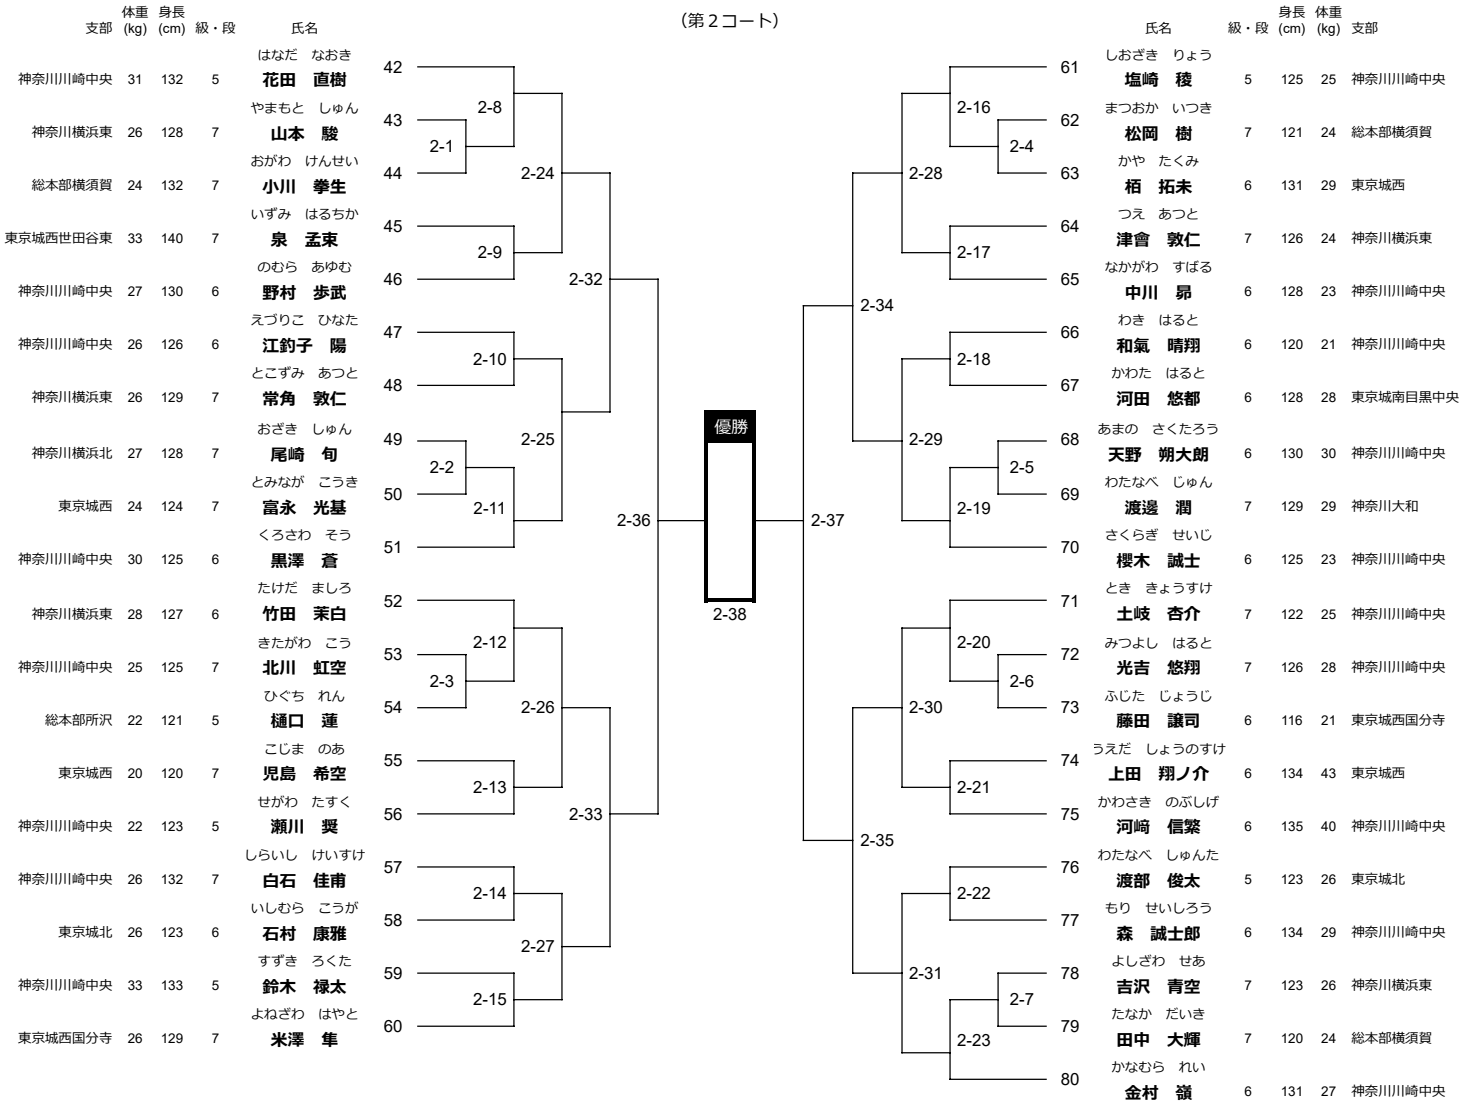 (第２コート)
支部 体重(kg) 身長(cm) 級・段 氏名
氏名 級・段 身長(cm) 体重(kg) 支部
はなだ なおき
神奈川川崎中央 31 132 5 花田 直樹 42
やまもと しゅん
神奈川横浜東 26 128 7 山本 駿 43
おがわ けんせい
総本部横須賀 24 132 7 小川 拳生 44
いずみ はるちか
東京城西世田谷東 33 140 7 泉 孟束 45
のむら あゆむ
神奈川川崎中央 27 130 6 野村 歩武 46
えづりこ ひなた
神奈川川崎中央 26 126 6 江釣子 陽 47
とこずみ あつと
神奈川横浜東 26 129 7 常角 敦仁 48
おざき しゅん
神奈川横浜北 27 128 7 尾崎 旬 49
とみなが こうき
東京城西 24 124 7 富永 光基 50
くろさわ そう
神奈川川崎中央 30 125 6 黒澤 蒼 51
たけだ ましろ
神奈川横浜東 28 127 6 竹田 茉白 52
きたがわ こう
神奈川川崎中央 25 125 7 北川 虹空 53
ひぐち れん
総本部所沢 22 121 5 樋口 蓮 54
こじま のあ
東京城西 20 120 7 児島 希空 55
せがわ たすく
神奈川川崎中央 22 123 5 瀬川 奨 56
しらいし けいすけ
神奈川川崎中央 26 132 7 白石 佳甫 57
いしむら こうが
東京城北 26 123 6 石村 康雅 58
すずき ろくた
神奈川川崎中央 33 133 5 鈴木 禄太 59
よねざわ はやと
東京城西国分寺 26 129 7 米澤 隼 60
2-1
2-2
2-3
2-8
2-9
2-10
2-11
2-12
2-13
2-14
2-15
2-24
2-25
2-26
2-27
2-32
2-33
2-36
優勝
2-38
2-37
2-34
2-35
2-28
2-29
2-30
2-31
2-16
2-17
2-18
2-19
2-20
2-21
2-22
2-23
2-4
2-5
2-6
2-7
しおざき りょう
61 塩崎 稜 5 125 25 神奈川川崎中央
まつおか いつき
62 松岡 樹 7 121 24 総本部横須賀
かや たくみ
63 栢 拓未 6 131 29 東京城西
つえ あつと
64 津會 敦仁 7 126 24 神奈川横浜東
なかがわ すばる
65 中川 昴 6 128 23 神奈川川崎中央
わき はると
66 和氣 晴翔 6 120 21 神奈川川崎中央
かわた はると
67 河田 悠都 6 128 28 東京城南目黒中央
あまの さくたろう
68 天野 朔大朗 6 130 30 神奈川川崎中央
わたなべ じゅん
69 渡邊 潤 7 129 29 神奈川大和
さくらぎ せいじ
70 櫻木 誠士 6 125 23 神奈川川崎中央
とき きょうすけ
71 土岐 杏介 7 122 25 神奈川川崎中央
みつよし はると
72 光吉 悠翔 7 126 28 神奈川川崎中央
ふじた じょうじ
73 藤田 譲司 6 116 21 東京城西国分寺
うえだ しょうのすけ
74 上田 翔ノ介 6 134 43 東京城西
かわさき のぶしげ
75 河﨑 信繁 6 135 40 神奈川川崎中央
わたなべ しゅんた
76 渡部 俊太 5 123 26 東京城北
もり せいしろう
77 森 誠士郎 6 134 29 神奈川川崎中央
よしざわ せあ
78 吉沢 青空 7 123 26 神奈川横浜東
たなか だいき
79 田中 大輝 7 120 24 総本部横須賀
かなむら れい
80 金村 嶺 6 131 27 神奈川川崎中央